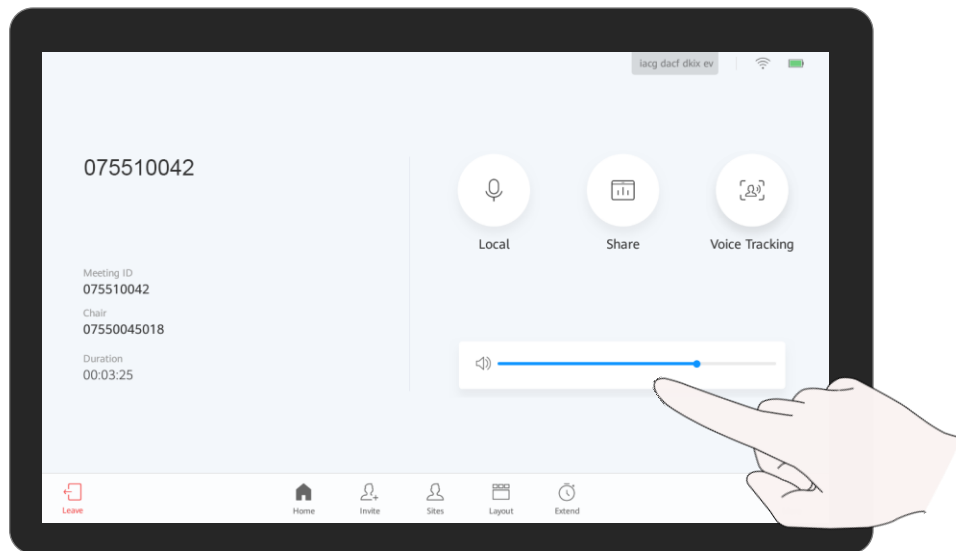 iacg dacf dkix ev
075510042
Local
Share
Voice Tracking
Meeting ID
075510042
Chair
07550045018
Duration
00:03:25
Leave
Home
Invite
Sites
Layout
Extend